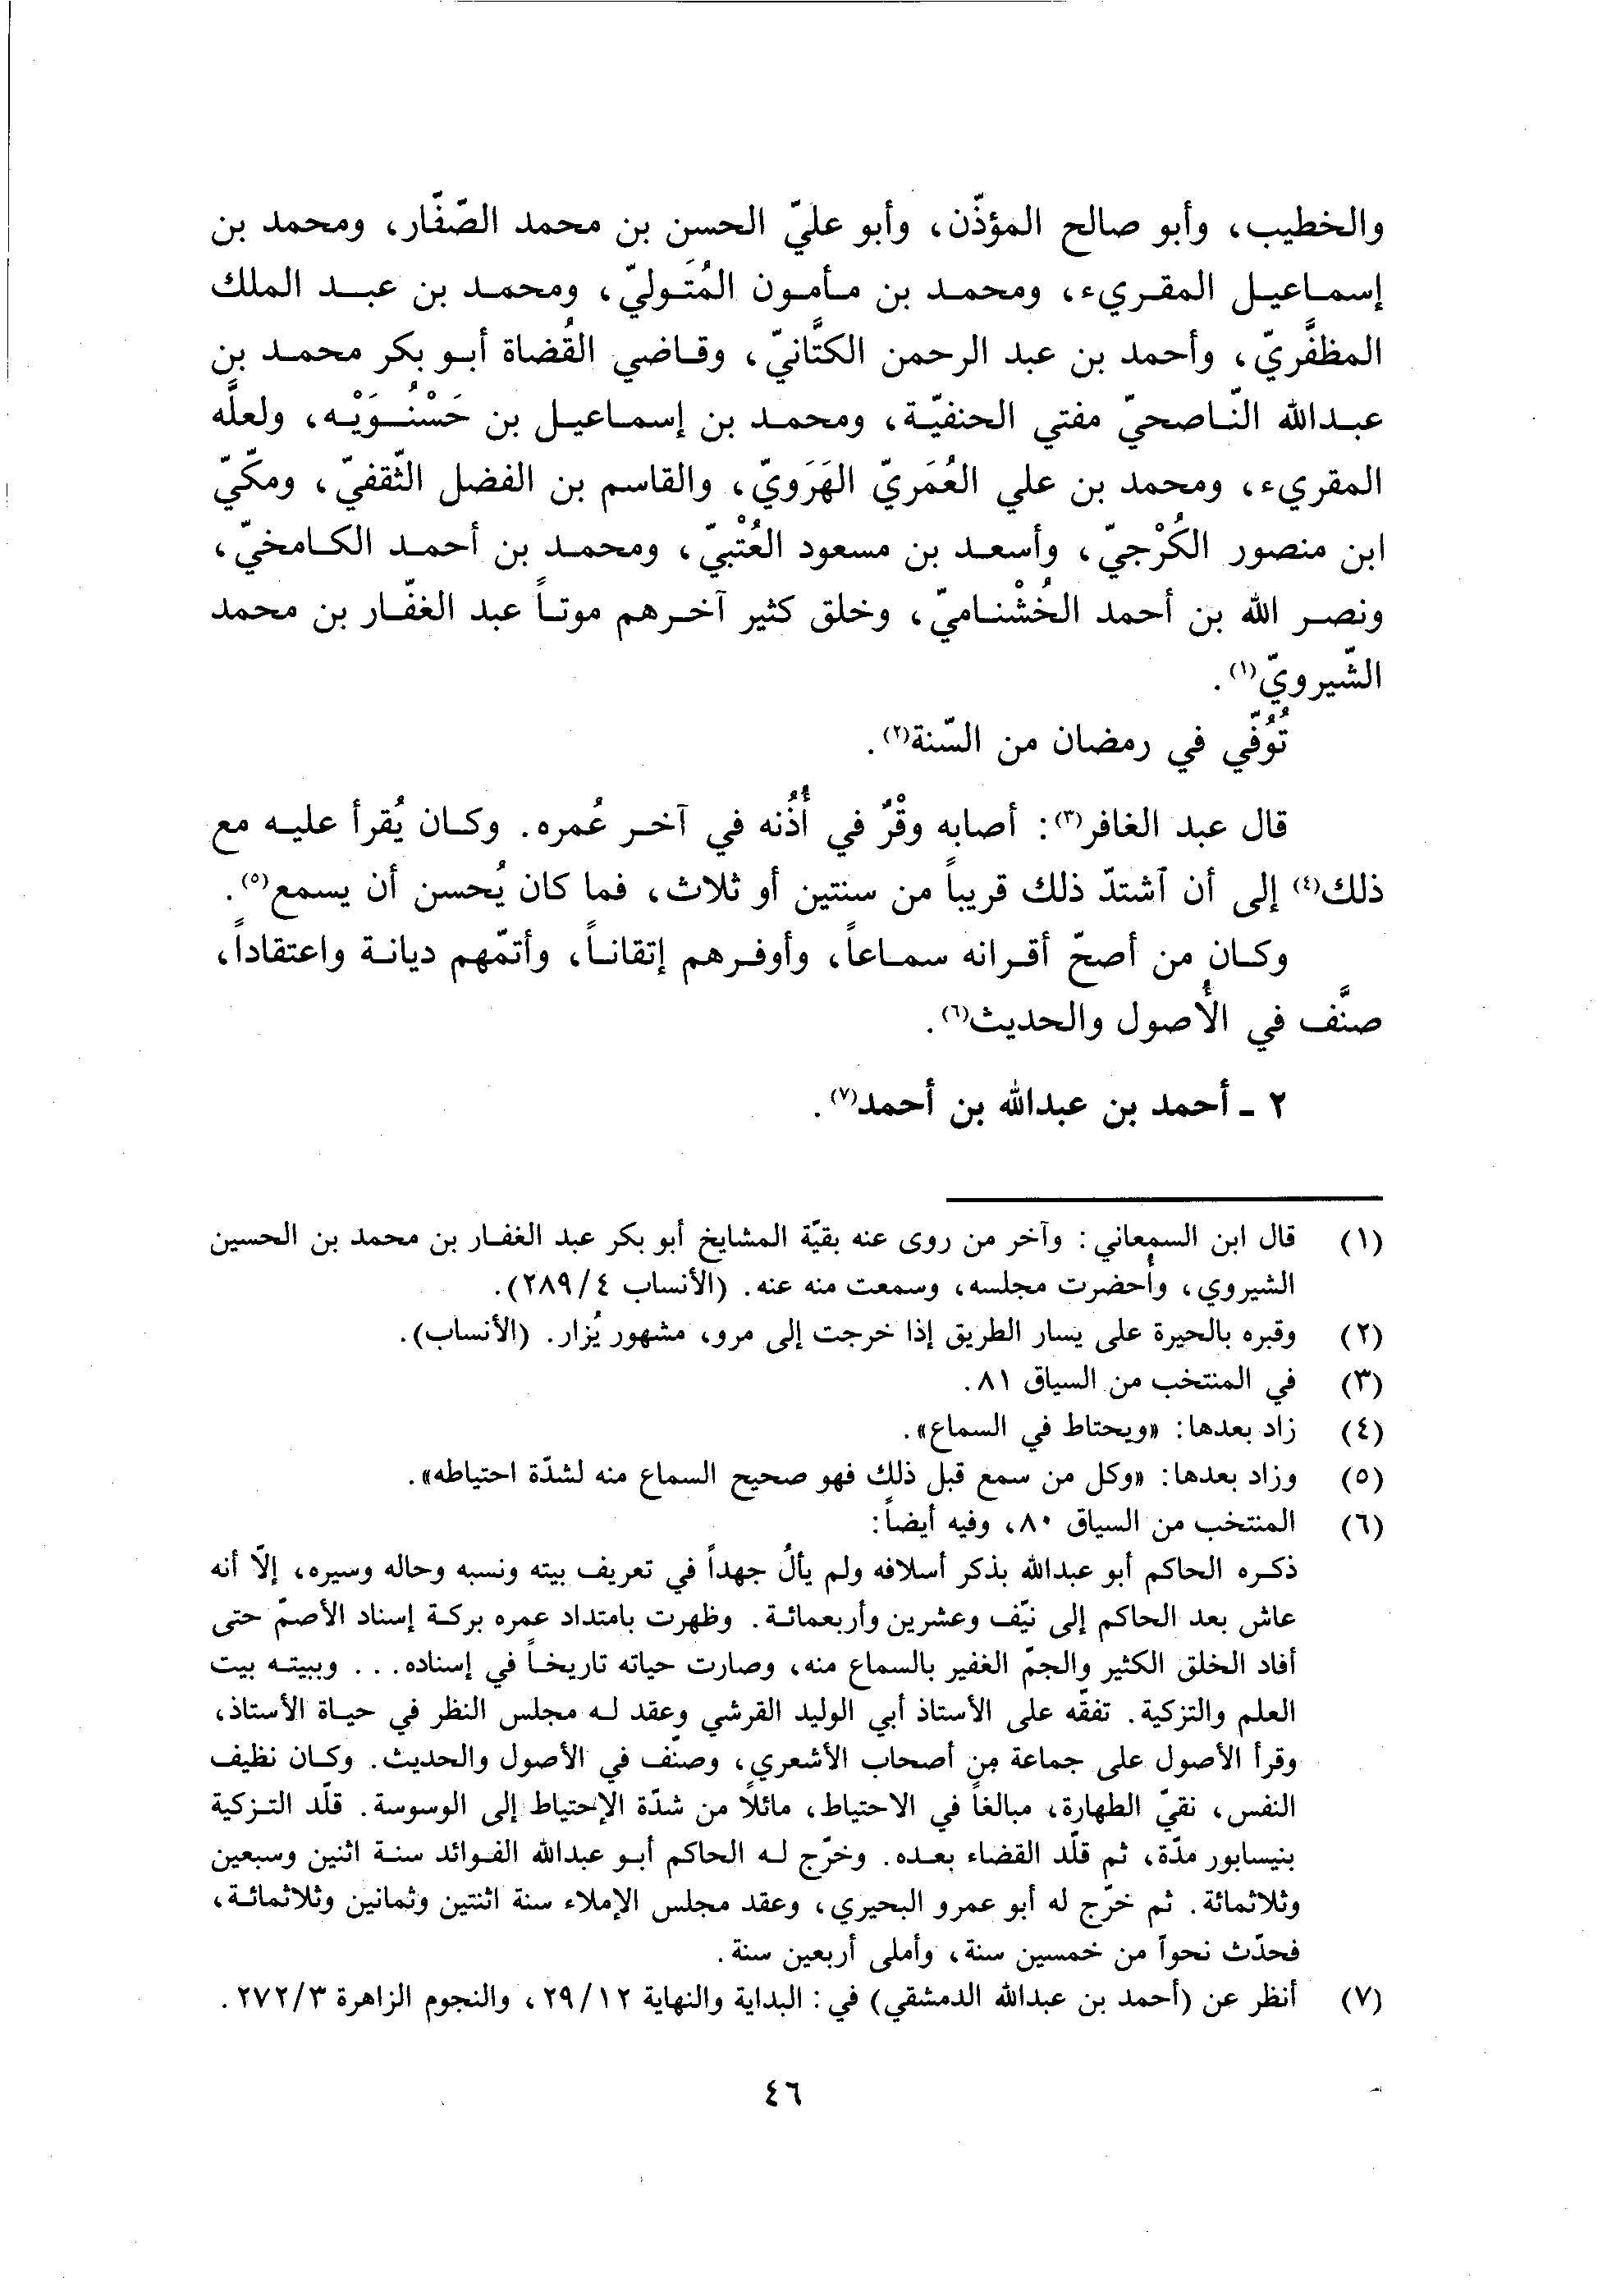 والخطيب، وأبو صالح المؤذّن، وأبو عليّ الحسن بن محمد الصّفّار، ومحمد بن
إسماعيل المقريء، ومحمد بن مأمون المُتَوليّ، ومحمد بن عبد الملك
المظفَّريّ، وأحمد بن عبد الرحمن الكتَّانيّ، وقاضي القُضاة أبو بكر محمد بن
عبدالله النّاصحيّ مفتي الحنفيّة، ومحمد بن إسماعيل بن حَسْنُوَيْه، ولعلَّه
المقريء، ومحمد بن علي العُمَريّ الهَرَويّ، والقاسم بن الفضل الثّقفيّ، ومكّيّ
ابن منصور الكُرْجيّ، وأسعد بن مسعود العُتْبيّ، ومحمد بن أحمد الكامخيّ،
ونصر الله بن أحمد الخُشْناميّ، وخلق كثير آخرهم موتاً عبد الغفّار بن محمد
الشّيرويّ(١).
تُوُفّي في رمضان من السّنة(٢).
قال عبد الغافر(٣): أصابه وقْرٌ في أُذُنه في آخر عُمره. وكان يُقرأ عليه مع
ذلك(٤) إلى أن ٱشتدّ ذلك قريباً من سنتين أو ثلاث، فما كان يُحسن أن يسمع(٥).
وكان من أصحّ أقرانه سماعاً، وأوفرهم إتقاناً، وأتمّهم ديانة واعتقاداً،
صنَّف في الأُصول والحديث(٦).
٢ ـ أحمد بن عبدالله بن أحمد(٧).
(١) قال ابن السمعاني: وآخر من روى عنه بقيّة المشايخ أبو بكر عبد الغفار بن محمد بن الحسين
الشيروي، وأُحضرت مجلسه، وسمعت منه عنه. (الأنساب ٤/٢٨٩).
(٢) وقبره بالحيرة على يسار الطريق إذا خرجت إلى مرو، مشهور يُزار. (الأنساب).
(٣) في المنتخب من السياق ٨١.
(٤) زاد بعدها: «ويحتاط في السماع».
(٥) وزاد بعدها: «وكل من سمع قبل ذلك فهو صحيح السماع منه لشدّة احتياطه».
(٦) المنتخب من السياق ٨٠، وفيه أيضاً:
ذكره الحاكم أبو عبدالله بذكر أسلافه ولم يألُ جهداً في تعريف بيته ونسبه وحاله وسيره، إلّا أنه
عاش بعد الحاكم إلى نيّف وعشرين وأربعمائة. وظهرت بامتداد عمره بركة إسناد الأصمّ حتى
أفاد الخلق الكثير والجمّ الغفير بالسماع منه، وصارت حياته تاريخاً في إسناده... وبيته بيت
العلم والتزكية. تفقّه على الأستاذ أبي الوليد القرشي وعقد له مجلس النظر في حياة الأستاذ،
وقرأ الأصول على جماعة من أصحاب الأشعري، وصنّف في الأصول والحديث. وكان نظيف
النفس، نقيّ الطهارة، مبالغاً في الاحتياط، مائلاً من شدّة الإحتياط إلى الوسوسة. قلّد التزكية
بنيسابور مدّة، ثم قلّد القضاء بعده. وخرّج له الحاكم أبو عبدالله الفوائد سنة اثنين وسبعين
وثلاثمائة. ثم خرّج له أبو عمرو البحيري، وعقد مجلس الإملاء سنة اثنتين وثمانين وثلاثمائة،
فحدّث نحواً من خمسين سنة، وأملى أربعين سنة.
(٧) أنظر عن (أحمد بن عبدالله الدمشقي) في: البداية والنهاية ١٢/٢٩، والنجوم الزاهرة ٣/٢٧٢.
٤٦